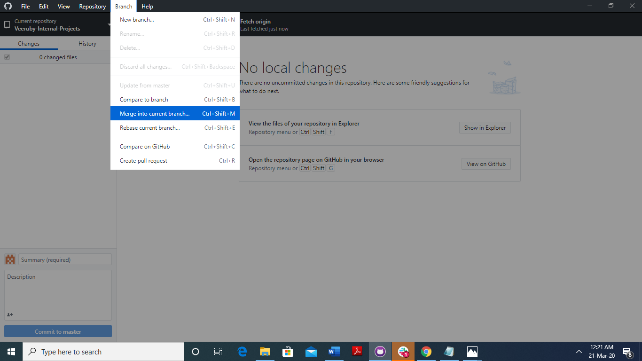 File Edit View Repository Branch Help
Current repository
Vecruby-Internal-Projects
Fetch origin
Last fetched just now
Changes History
0 changed files
New branch... Ctrl+Shift+N
Rename... Ctrl+Shift+R
Delete... Ctrl+Shift+D
Discard all changes... Ctrl+Shift+Backspace
Update from master Ctrl+Shift+U
Compare to branch Ctrl+Shift+B
Merge into current branch... Ctrl+Shift+M
Rebase current branch... Ctrl+Shift+E
Compare on GitHub Ctrl+Shift+C
Create pull request Ctrl+R
No local changes
There are no uncommitted changes in this repository. Here are some friendly suggestions for
what to do next.
View the files of your repository in Explorer
Repository menu or Ctrl Shift F
Show in Explorer
Open the repository page on GitHub in your browser
Repository menu or Ctrl Shift G
View on GitHub
Summary (required)
Description
Commit to master
Type here to search
12:21 AM
21-Mar-20